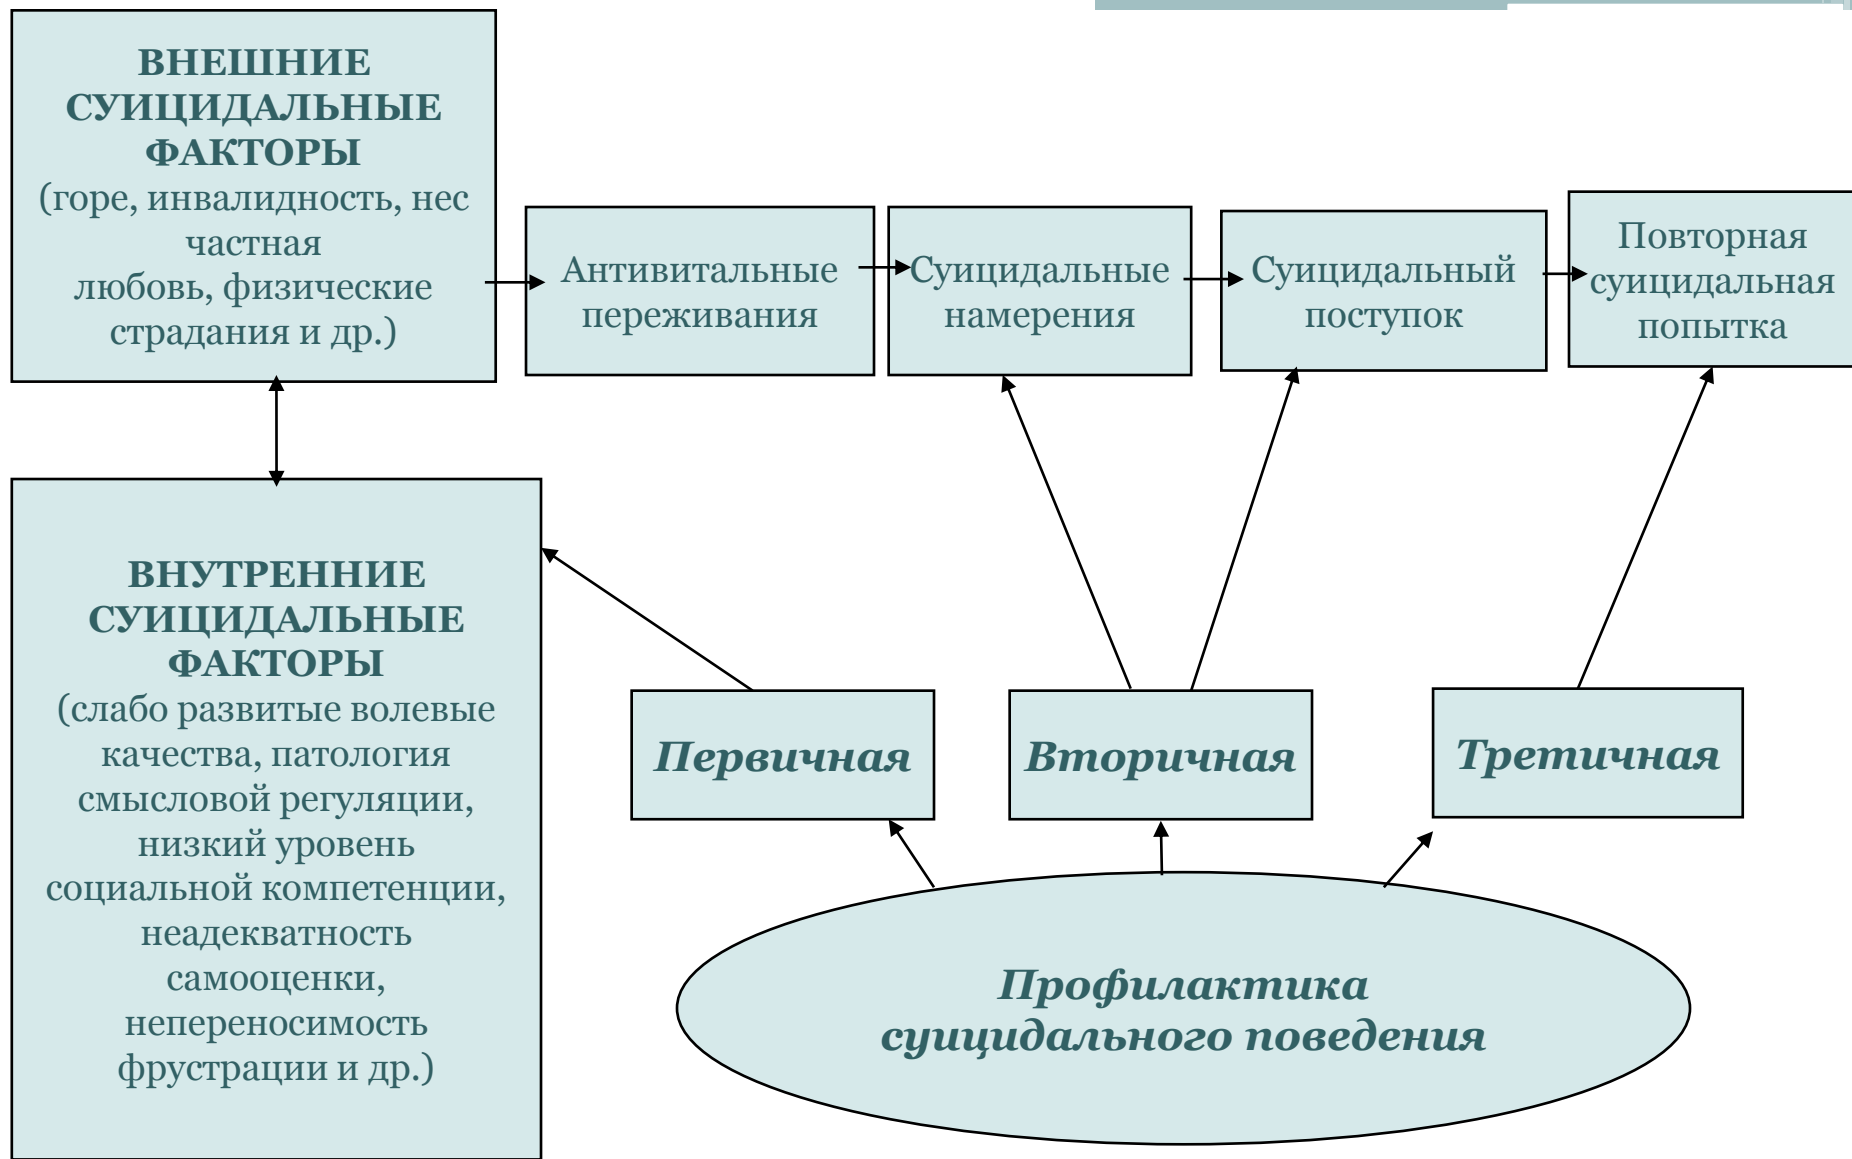 ВНЕШНИЕ
СУИЦИДАЛЬНЫЕ
ФАКТОРЫ
(горе, инвалидность, нес
частная
любовь, физические
страдания и др.)
Антивитальные
переживания
Суицидальные
намерения
Суицидальный
поступок
Повторная
суицидальная
попытка
ВНУТРЕННИЕ
СУИЦИДАЛЬНЫЕ
ФАКТОРЫ
(слабо развитые волевые
качества, патология
смысловой регуляции,
низкий уровень
социальной компетенции,
неадекватность
самооценки,
непереносимость
фрустрации и др.)
Первичная
Вторичная
Третичная
Профилактика
суицидального поведения